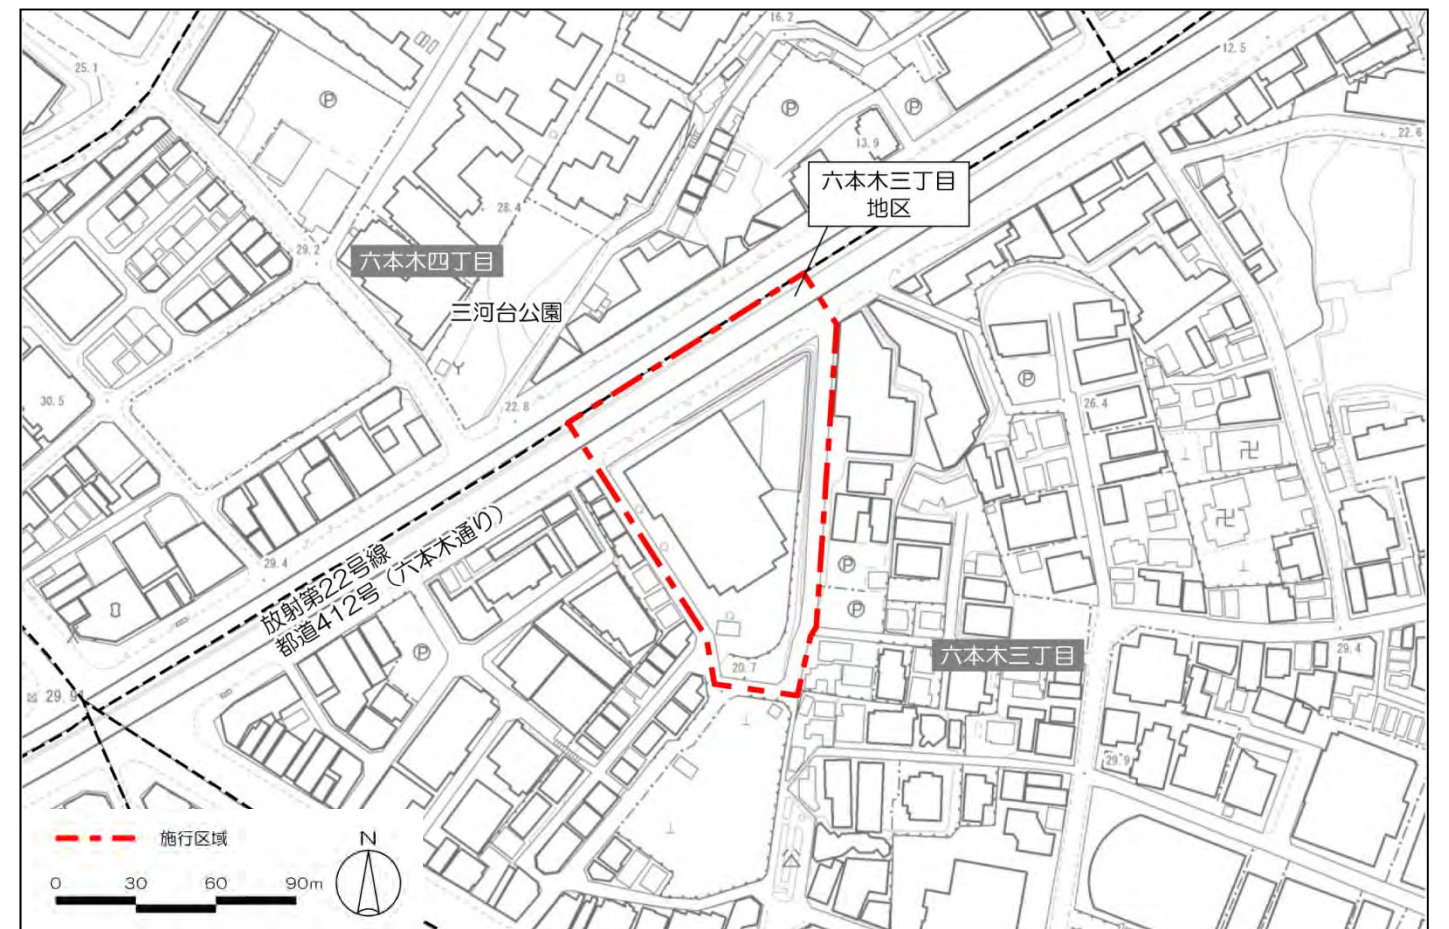 16.2
12.5
25.1
Ⓟ
Ⓟ
Ⓟ
13.9
22.6
六本木三丁目
地区
28.4
29.2
六本木四丁目
三河台公園
Ⓟ
30.5
22.8
26.4
卍
卍
放射第22号線
都道412号（六本木通り）
29.4
Ⓟ
Ⓟ
Ⓟ
六本木三丁目
29.4
20.7
29.9
施行区域
N
0 30 60 90m